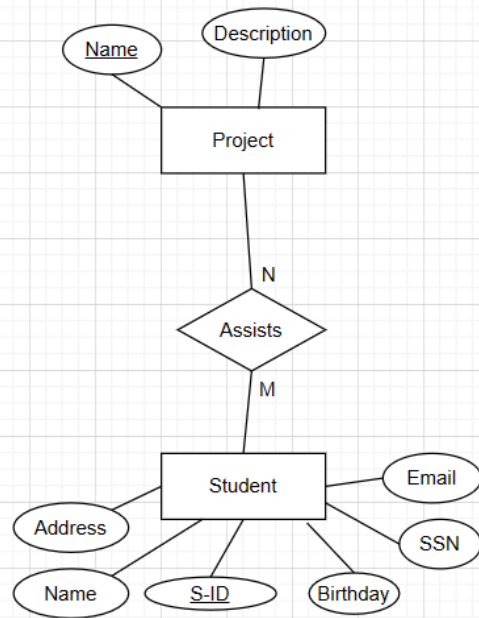 Name
Description
Project
N
Assists
M
Student
Email
Address
SSN
Name
S-ID
Birthday